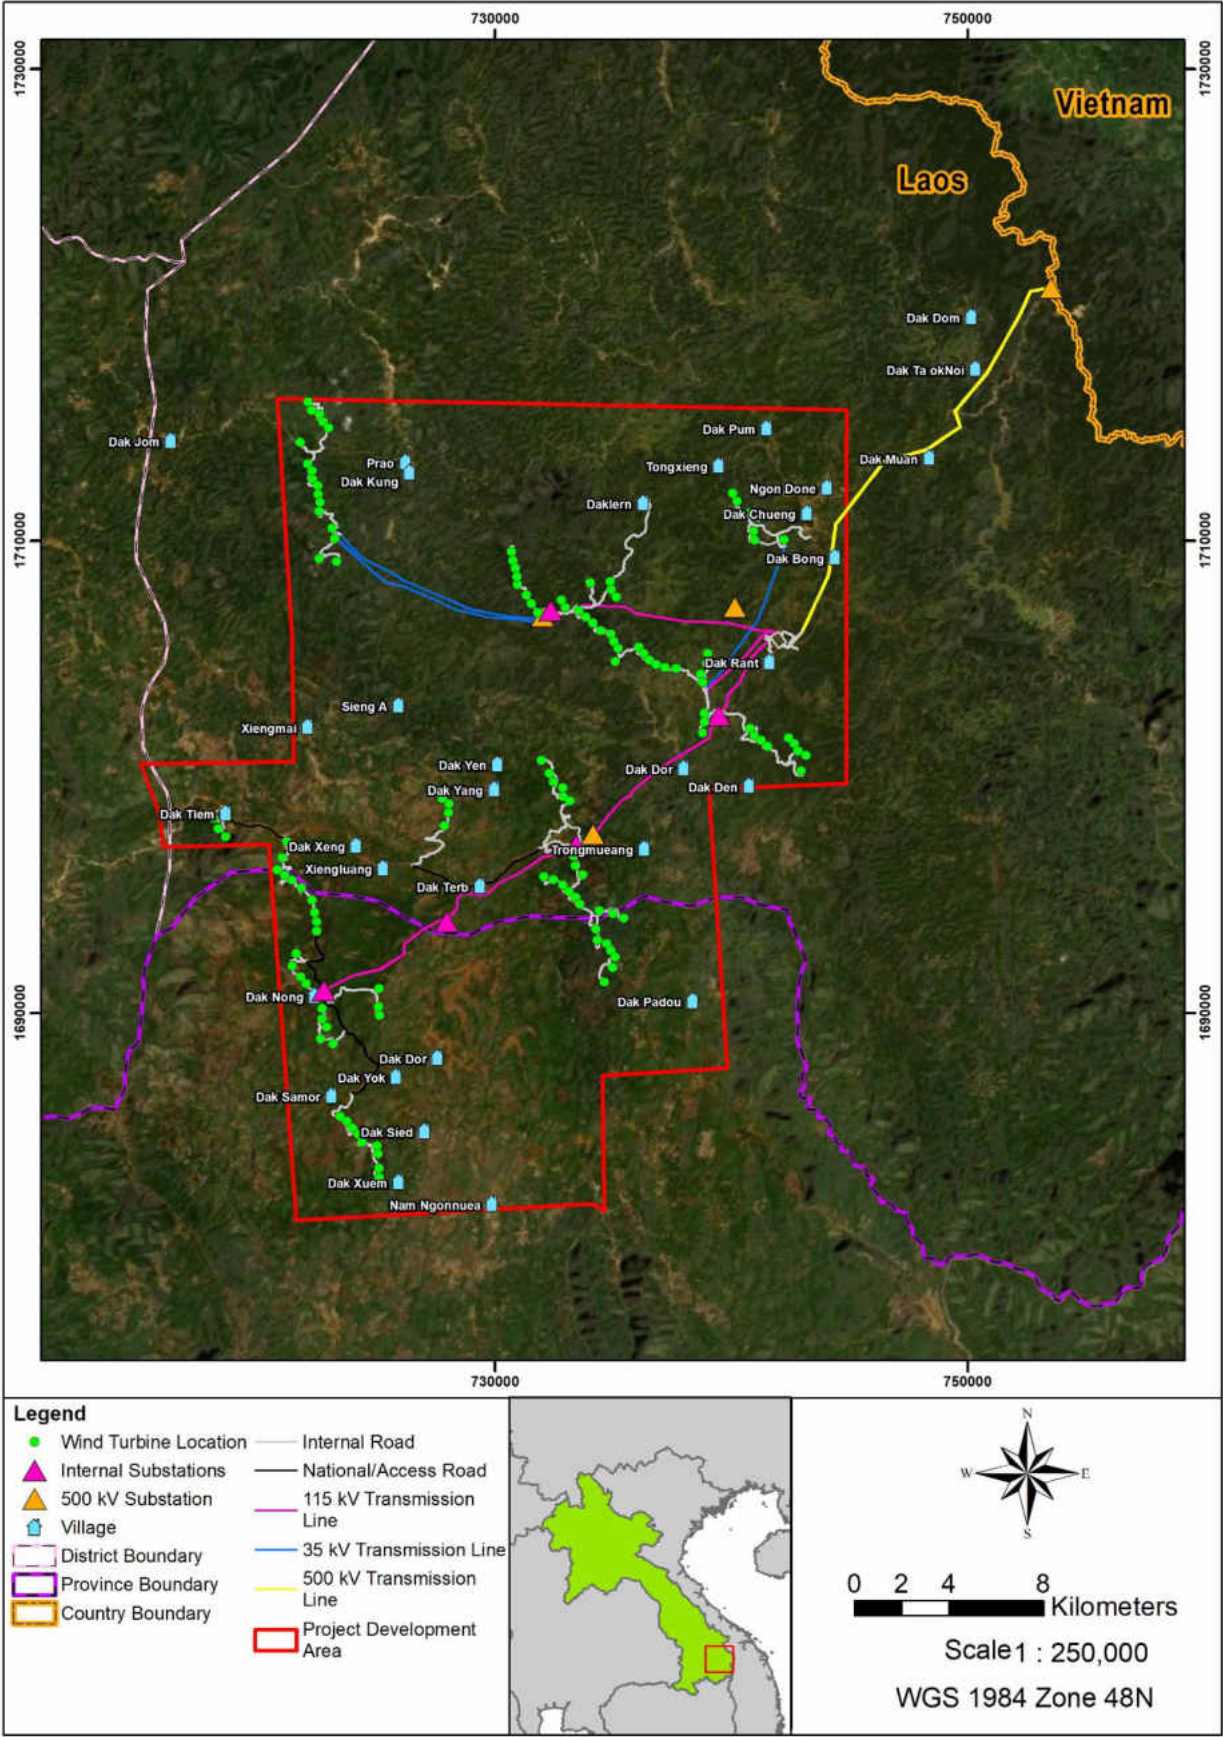 730000
750000
1730000
1730000
Vietnam
Laos
Dak Dom
Dak Ta okNoi
Dak Pum
Dak Jom
Dak Muan
Prao
Tongxieng
Dak Kung
Ngon Done
Daklern
Dak Chueng
1710000
1710000
Dak Bong
Dak Rant
Sieng A
Xiengmai
Dak Yen
Dak Dor
Dak Yang
Dak Den
Dak Tiem
Dak Xeng
Trongmueang
Xiengluang
Dak Terb
Dak Nong
Dak Padou
1690000
1690000
Dak Dor
Dak Yok
Dak Samor
Dak Sied
Dak Xuem
Nam Ngonnuea
730000
750000
Legend
Wind Turbine Location
Internal Substations
500 kV Substation
Village
District Boundary
Province Boundary
Country Boundary
Internal Road
National/Access Road
115 kV Transmission
Line
35 kV Transmission Line
500 kV Transmission
Line
Project Development
Area
N
W
E
S
0 2 4 8
Kilometers
Scale1 : 250,000
WGS 1984 Zone 48N